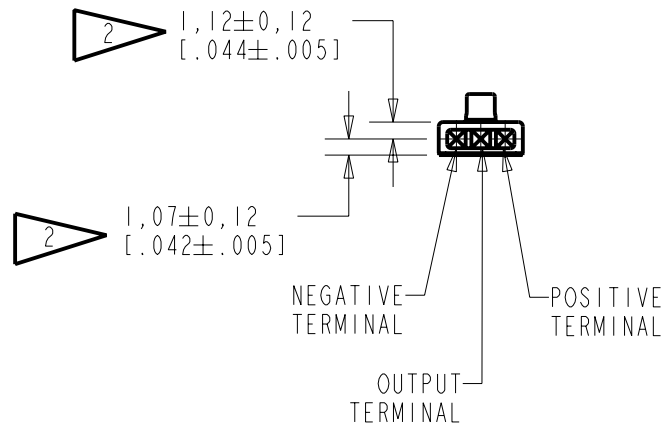 2
1,12±0,12
[.044±.005]
2
1,07±0,12
[.042±.005]
NEGATIVE
TERMINAL
POSITIVE
TERMINAL
OUTPUT
TERMINAL